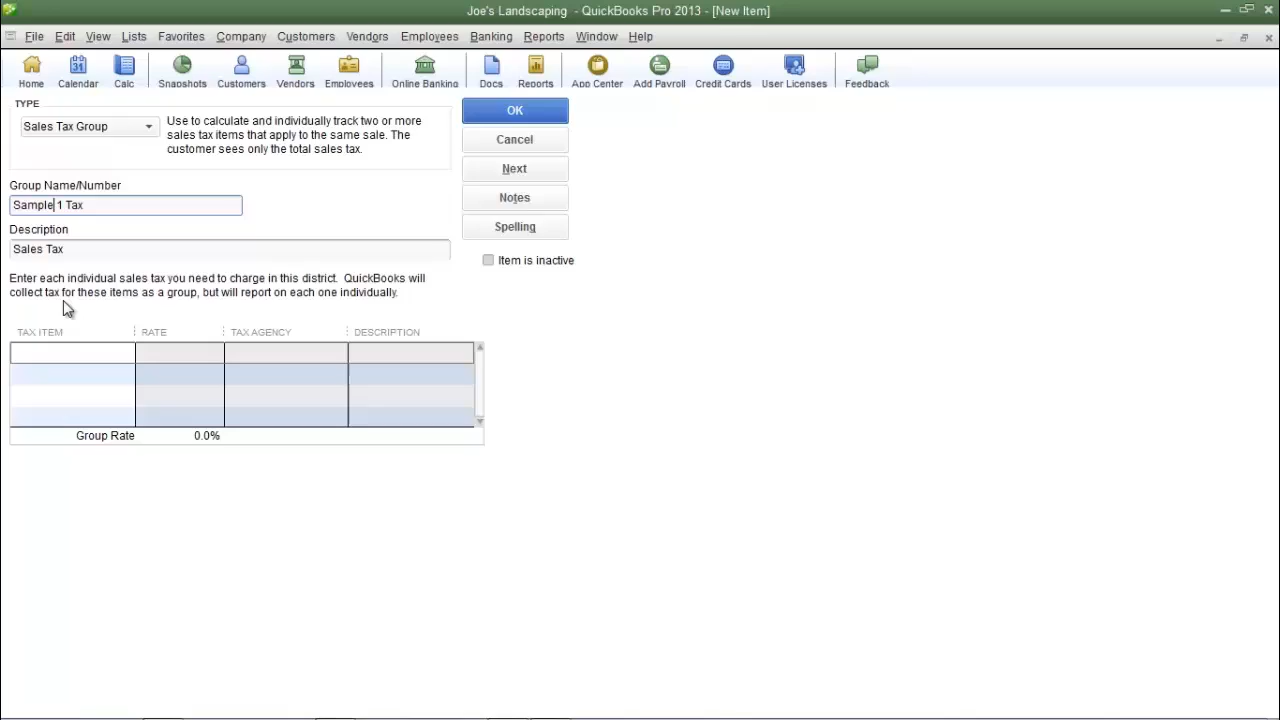 Joe's Landscaping - QuickBooks Pro 2013 - [New Item]
File Edit View Lists Favorites Company Customers Vendors Employees Banking Reports Window Help
31
Home Calendar Calc Snapshots Customers Vendors Employees Online Banking Docs Reports App Center Add Payroll Credit Cards User Licenses Feedback
TYPE
Sales Tax Group
Use to calculate and individually track two or more
sales tax items that apply to the same sale. The
customer sees only the total sales tax.
OK
Cancel
Next
Notes
Spelling
Item is inactive
Group Name/Number
Sample 1 Tax
Description
Sales Tax
Enter each individual sales tax you need to charge in this district. QuickBooks will
collect tax for these items as a group, but will report on each one individually.
TAX ITEM RATE TAX AGENCY DESCRIPTION
Group Rate 0.0%